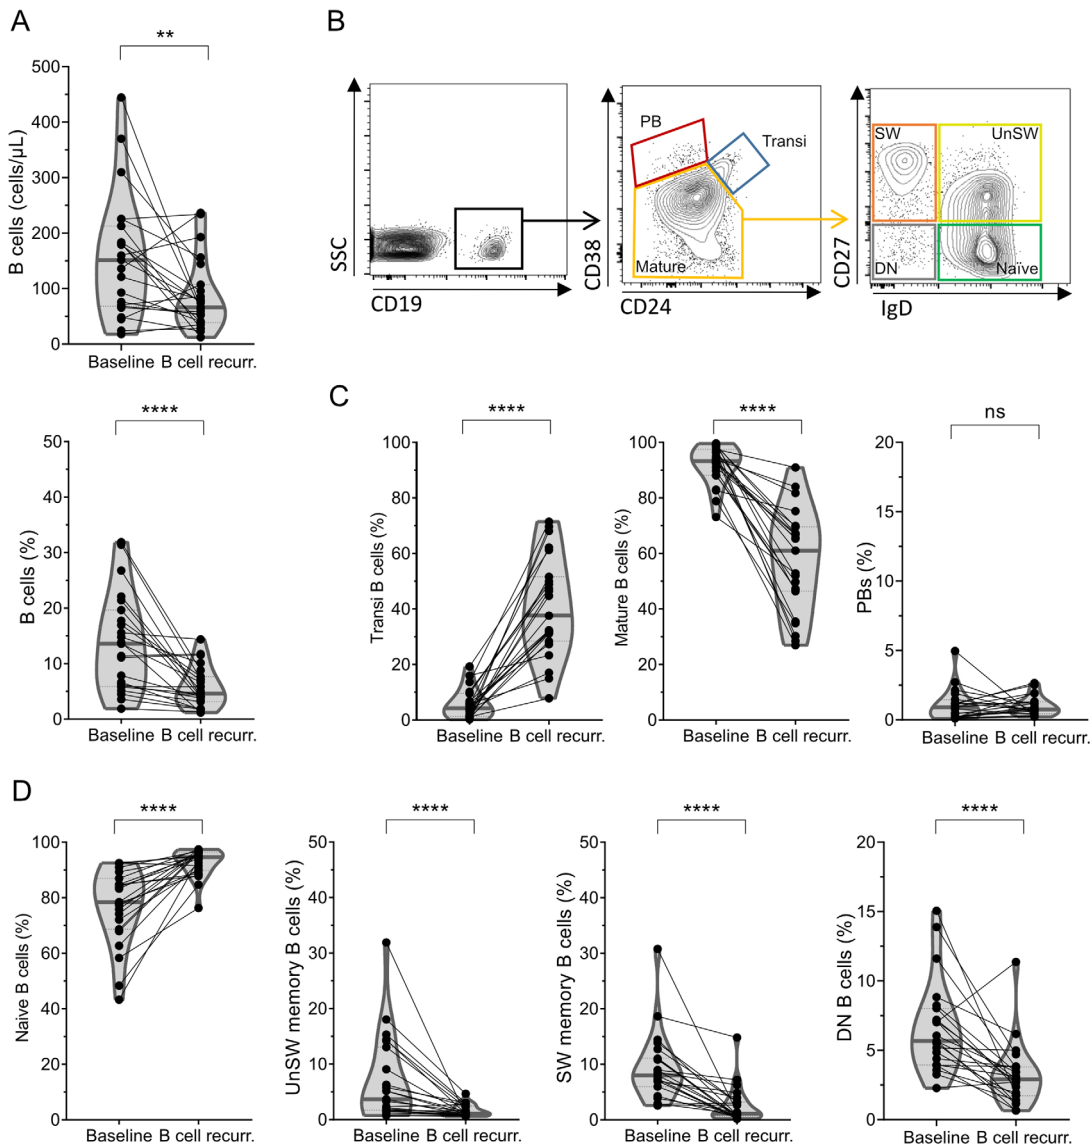 A
**
500
400
300
200
100
0
B cells (cells/µL)
Baseline B cell recurr.
B
SSC
CD19
PB
Transi
Mature
CD38
CD24
SW
UnSW
DN
Naïve
CD27
IgD
****
50
40
30
20
10
0
B cells (%)
Baseline B cell recurr.
C
****
100
80
60
40
20
0
Transi B cells (%)
Baseline B cell recurr.
****
100
80
60
40
20
0
Mature B cells (%)
Baseline B cell recurr.
ns
20
15
10
5
0
PBs (%)
Baseline B cell recurr.
D
****
100
80
60
40
20
0
Naive B cells (%)
Baseline B cell recurr.
****
50
40
30
20
10
0
UnSW memory B cells (%)
Baseline B cell recurr.
****
50
40
30
20
10
0
SW memory B cells (%)
Baseline B cell recurr.
****
20
15
10
5
0
DN B cells (%)
Baseline B cell recurr.